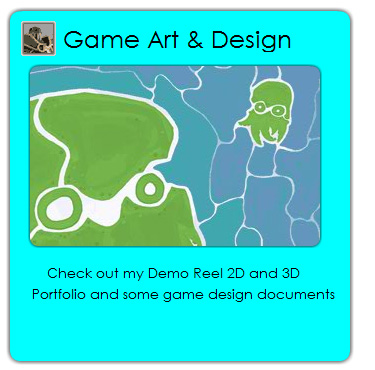 Game Art & Design
Check out my Demo Reel 2D and 3D
Portfolio and some game design documents